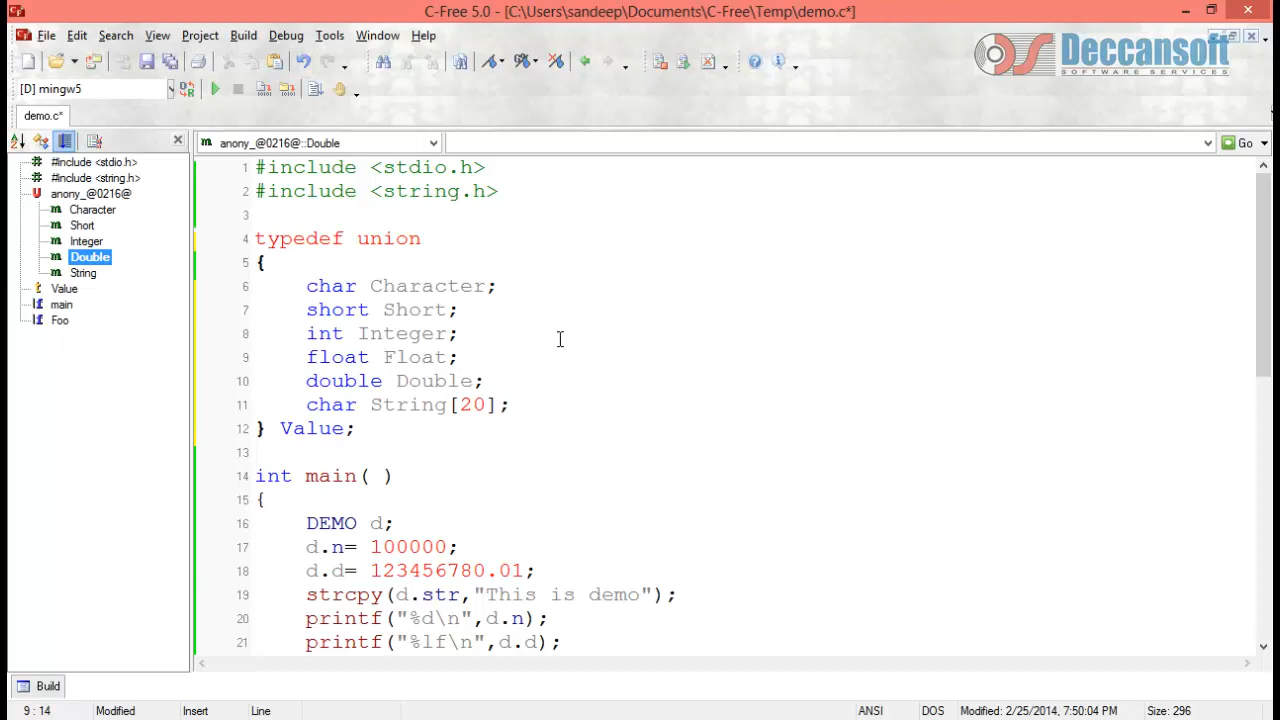 C-Free 5.0 - [C:\Users\sandeep\Documents\C-Free\Temp\demo.c*]
File Edit Search View Project Build Debug Tools Window Help
Deccansoft
SOFTWARE SERVICES
[D] mingw5
demo.c*
anony_@0216@::Double
Go
#include <stdio.h>
#include <string.h>
anony_@0216@
Character
Short
Integer
Double
String
Value
main
Foo
1 #include <stdio.h>
2 #include <string.h>
3
4 typedef union
5 {
6 char Character;
7 short Short;
8 int Integer;
9 float Float;
10 double Double;
11 char String[20];
12 } Value;
13
14 int main( )
15 {
16 DEMO d;
17 d.n= 100000;
18 d.d= 123456780.01;
19 strcpy(d.str,"This is demo");
20 printf("%d\n",d.n);
21 printf("%lf\n",d.d);
Build
9 : 14 Modified Insert Line ANSI DOS Modified: 2/25/2014, 7:50:04 PM Size: 296